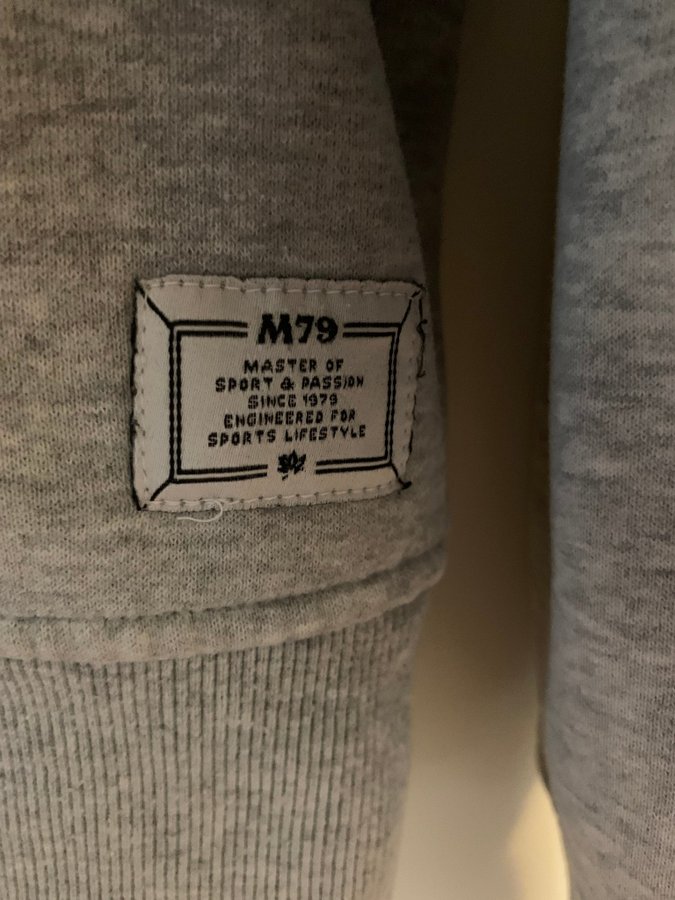 M79
MASTER OF
SPORT & PASSION
SINCE 1979
ENGINEERED FOR
SPORTS LIFESTYLE